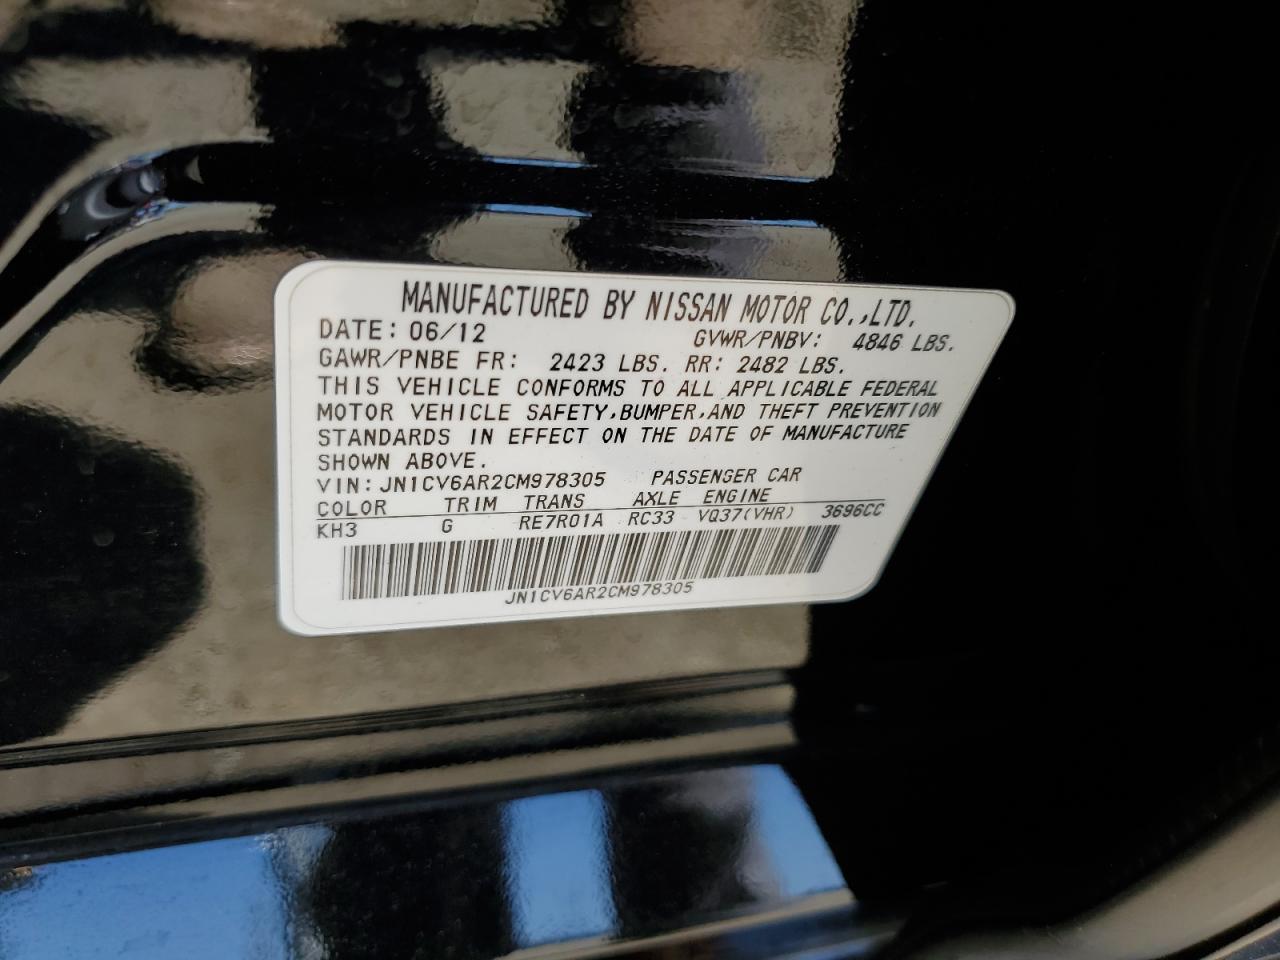 MANUFACTURED BY NISSAN MOTOR CO.,LTD.
DATE: 06/12 GVWR/PNBV: 4846 LBS.
GAWR/PNBE FR: 2423 LBS. RR: 2482 LBS.
THIS VEHICLE CONFORMS TO ALL APPLICABLE FEDERAL
MOTOR VEHICLE SAFETY,BUMPER,AND THEFT PREVENTION
STANDARDS IN EFFECT ON THE DATE OF MANUFACTURE
SHOWN ABOVE.
VIN:JN1CV6AR2CM978305 PASSENGER CAR
COLOR TRIM TRANS AXLE ENGINE
KH3 G RE7R01A RC33 VQ37(VHR) 3696CC
JN1CV6AR2CM978305